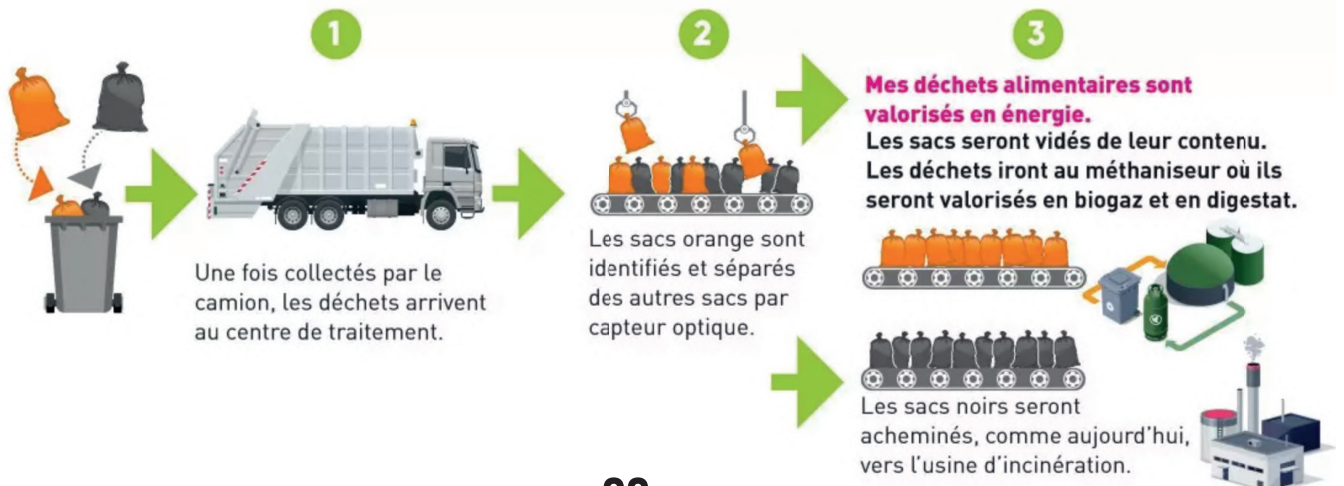 1
Une fois collectés par le
camion, les déchets arrivent
au centre de traitement.
2
Les sacs orange sont
identifiés et séparés
des autres sacs par
capteur optique.
3
Mes déchets alimentaires sont
valorisés en énergie.
Les sacs seront vidés de leur contenu.
Les déchets iront au méthaniseur où ils
seront valorisés en biogaz et en digestat.
Les sacs noirs seront
acheminés, comme aujourd'hui,
vers l'usine d'incinération.